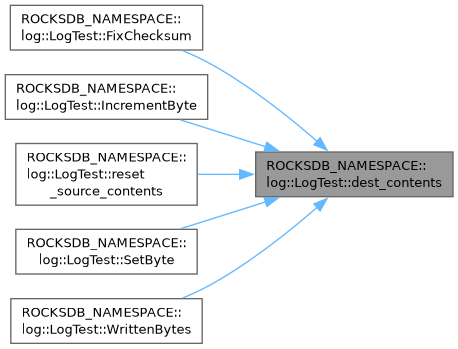 ROCKSDB_NAMESPACE::
log::LogTest::FixChecksum
ROCKSDB_NAMESPACE::
log::LogTest::IncrementByte
ROCKSDB_NAMESPACE::
log::LogTest::reset
_source_contents
ROCKSDB_NAMESPACE::
log::LogTest::SetByte
ROCKSDB_NAMESPACE::
log::LogTest::WrittenBytes
ROCKSDB_NAMESPACE::
log::LogTest::dest_contents